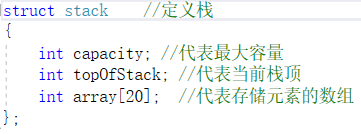 struct stack    //定义栈
{
    int capacity; //代表最大容量
    int topOfStack; //代表当前栈顶
    int array[20];  //代表存储元素的数组
};